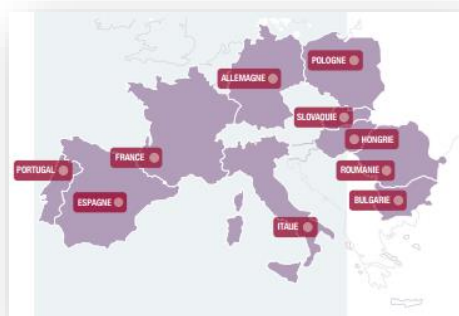 POLOGNE
ALLEMAGNE
SLOVAQUIE
HONGRIE
FRANCE
PORTUGAL
ROUMANIE
ESPAGNE
BULGARIE
ITALIE